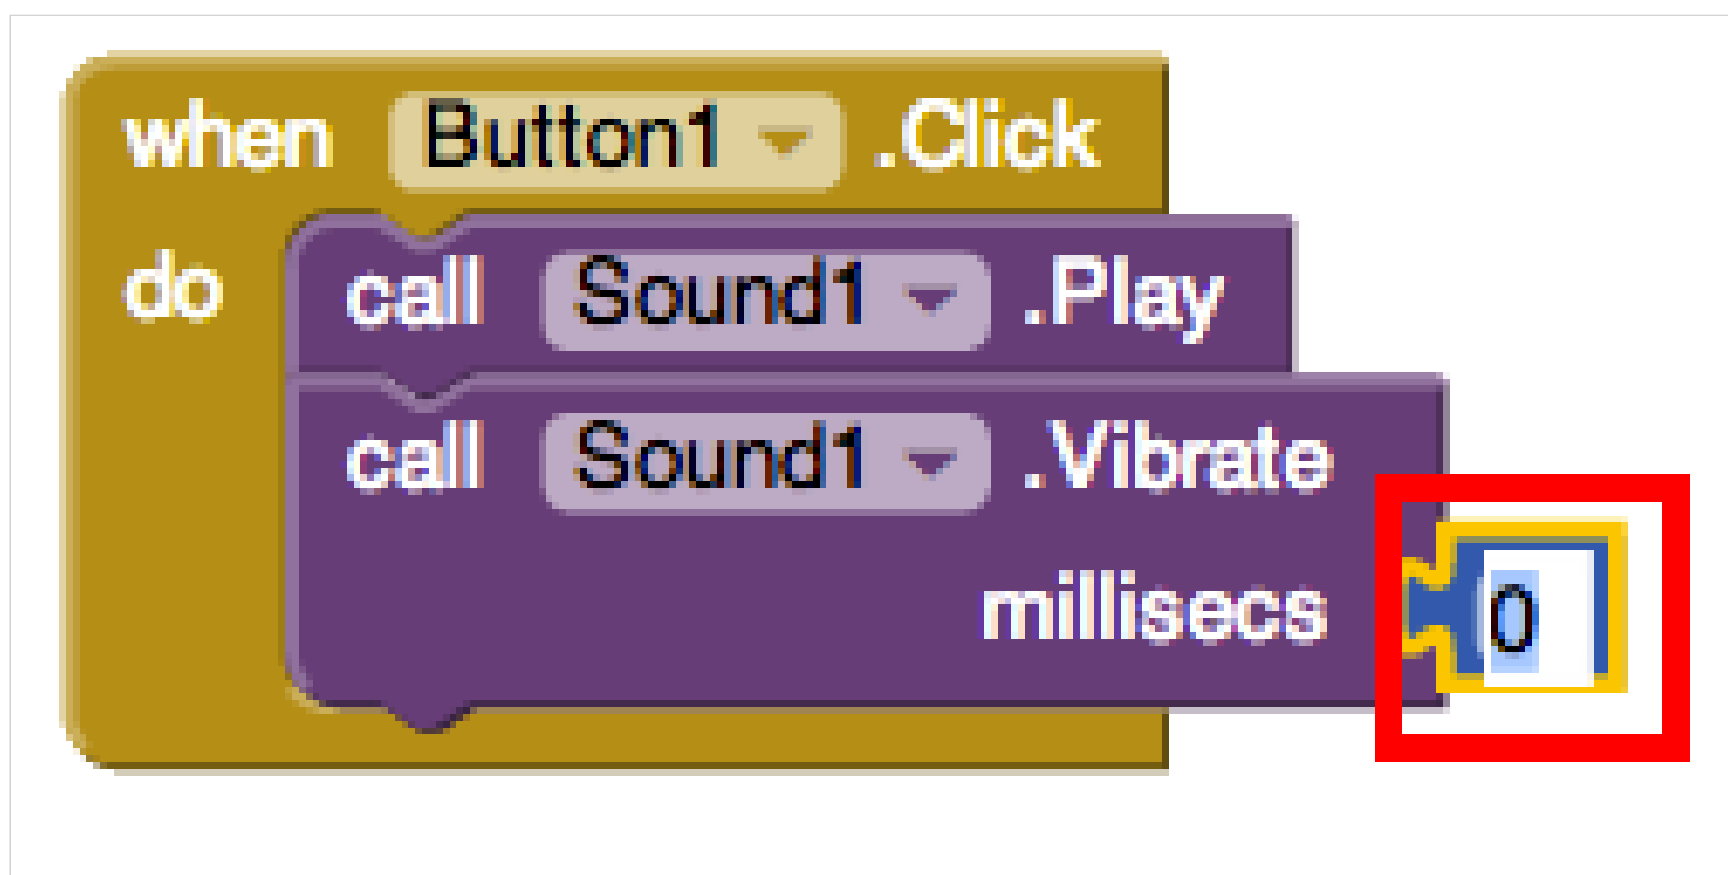 when Button1 .Click
do call Sound1 .Play
call Sound1 .Vibrate
millisecs 0